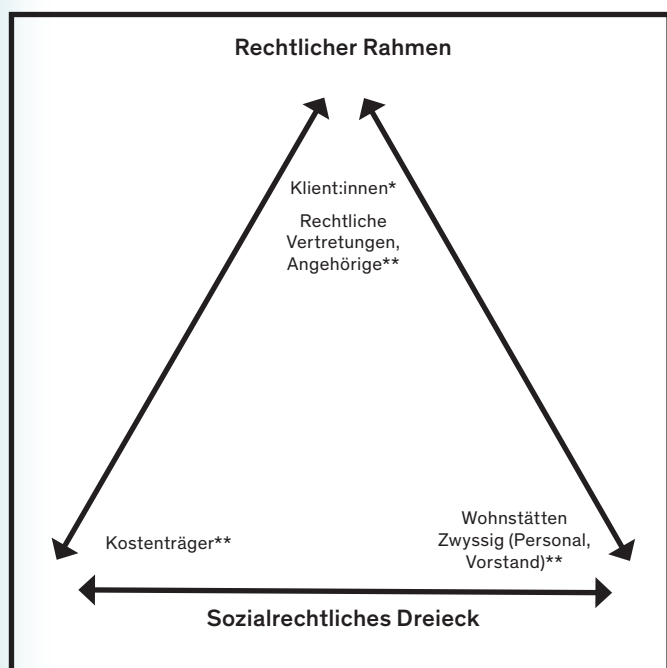 Rechtlicher Rahmen
Klient:innen*
Rechtliche
Vertretungen,
Angehörige**
Kostenträger**
Wohnstätten
Zwyssig (Personal,
Vorstand)**
Sozialrechtliches Dreieck